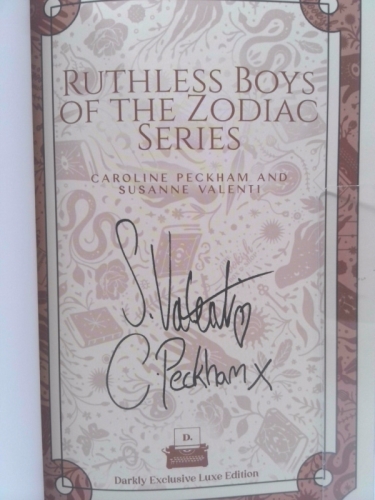 RUTHLESS BOYS
OF THE ZODIAC
SERIES
CAROLINE PECKHAM AND
SUSANNE VALENTI
S. Valenti
C Peckham x
D.
Darkly Exclusive Luxe Edition